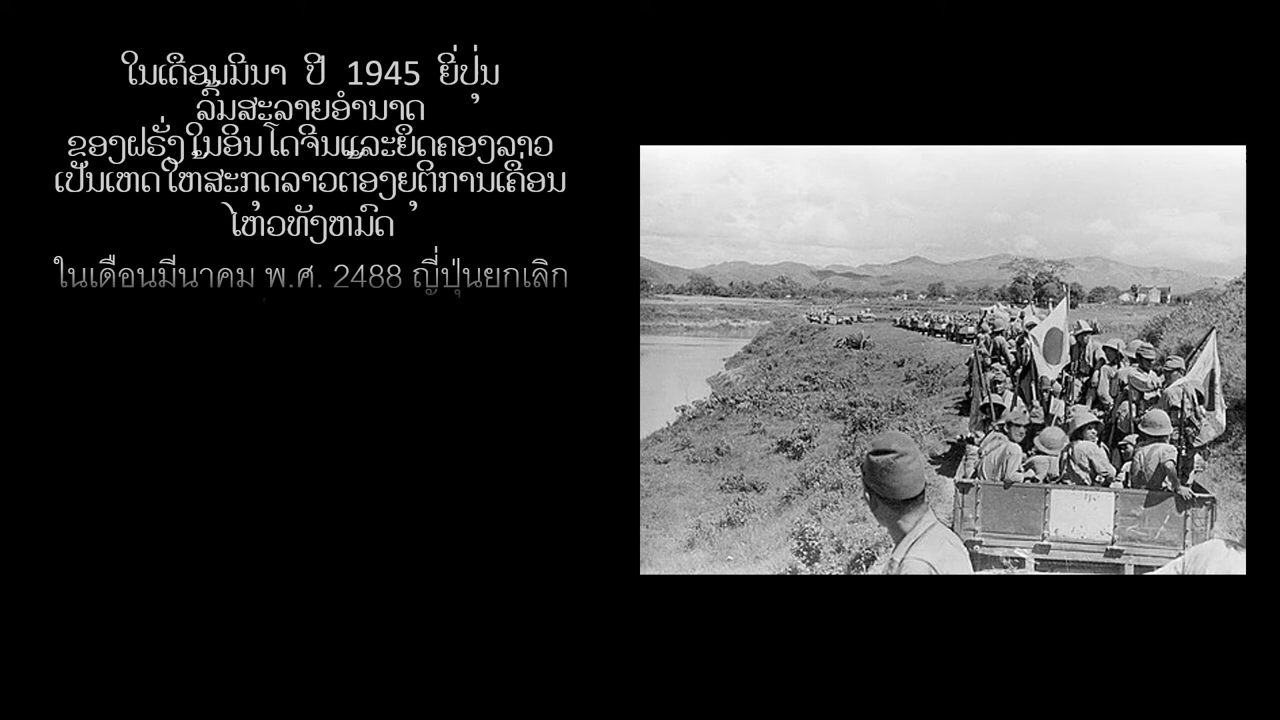 ໃນເດືອນມີນາ ປີ 1945 ຍີ່ປຸ່ນ
ລົ້ມສະລາຍອຳນາດ
ຂອງຝຣັ່ງໃນອິນໂດຈີນແລະຍຶດຄອງລາວ
ເປັນເຫດໃຫ້ສະກຸດລາວຕ້ອງຍຸຕິການເຄື່ອນ
ໄຫຸວທັງຫມົດ
ในเดือนมีนาคม พ.ศ. 2488 ญี่ปุ่นยกเลิก